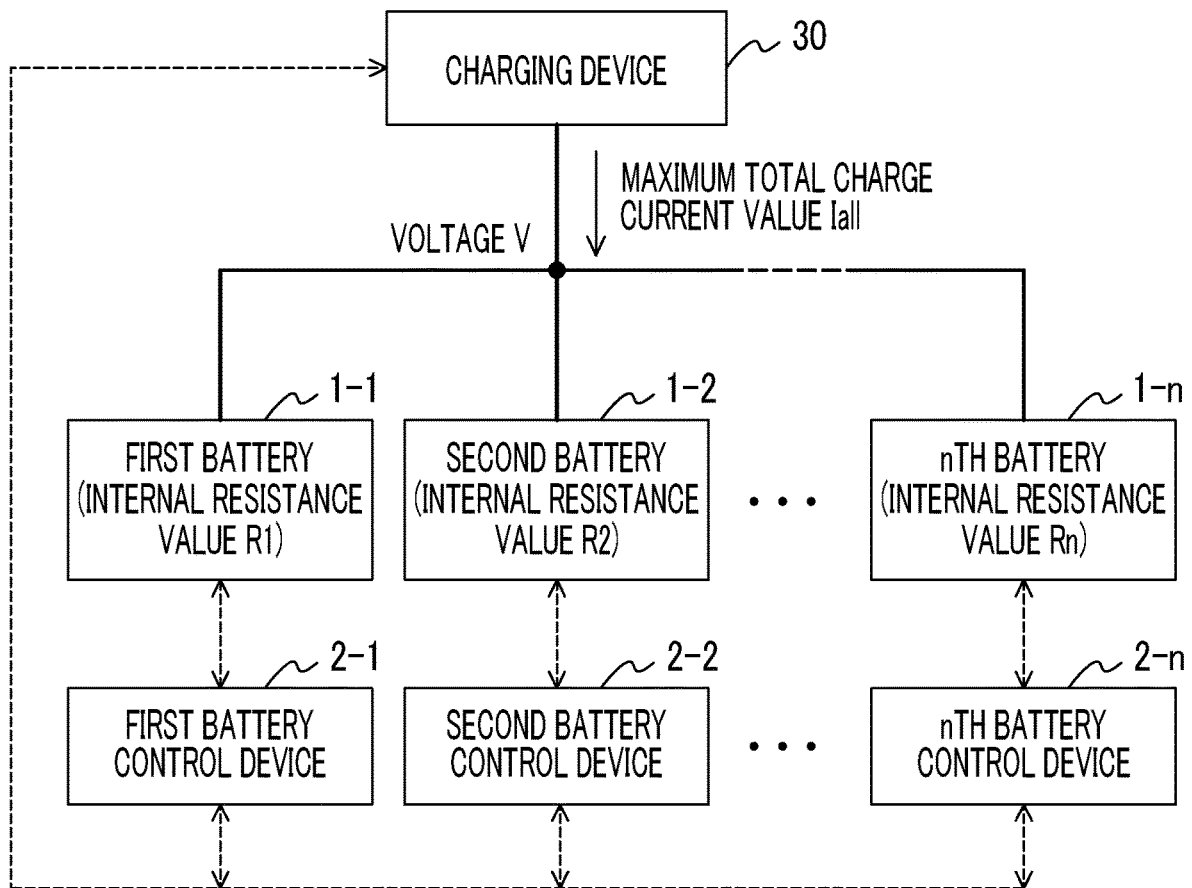 30
CHARGING DEVICE
MAXIMUM TOTAL CHARGE
CURRENT VALUE Iall
VOLTAGE V
1-1
1-2
1-n
FIRST BATTERY
(INTERNAL RESISTANCE
VALUE R1)
SECOND BATTERY
(INTERNAL RESISTANCE
VALUE R2)
• • •
nTH BATTERY
(INTERNAL RESISTANCE
VALUE Rn)
2-1
2-2
2-n
FIRST BATTERY
CONTROL DEVICE
SECOND BATTERY
CONTROL DEVICE
• • •
nTH BATTERY
CONTROL DEVICE